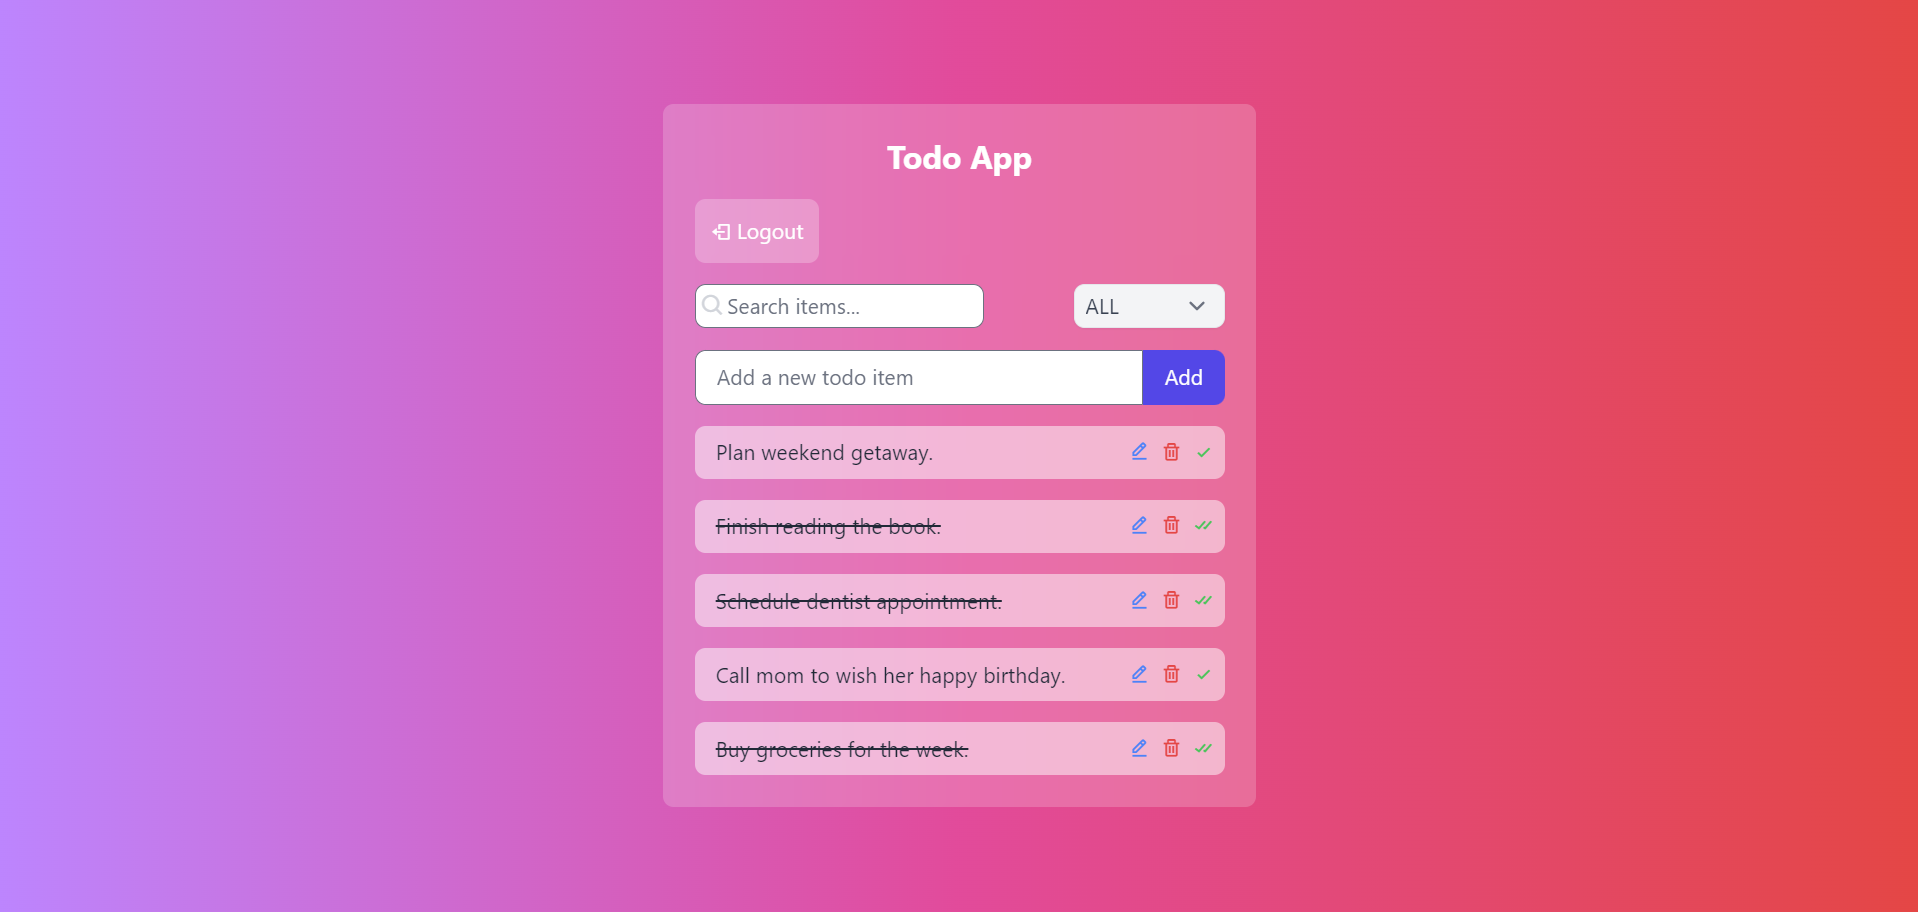 Todo App
Logout
Search items...
ALL
Add a new todo item
Add
Plan weekend getaway.
Finish reading the book.
Schedule dentist appointment.
Call mom to wish her happy birthday.
Buy groceries for the week.